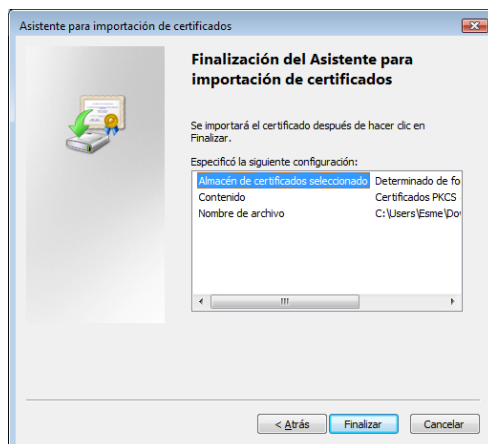 Asistente para importación de certificados
Finalización del Asistente para
importación de certificados
Se importará el certificado después de hacer clic en
Finalizar.
Especificó la siguiente configuración:
Almacén de certificados seleccionado Determinado de fo
Contenido Certificados PKCS
Nombre de archivo C:\Users\Esme\Do
< Atrás Finalizar Cancelar